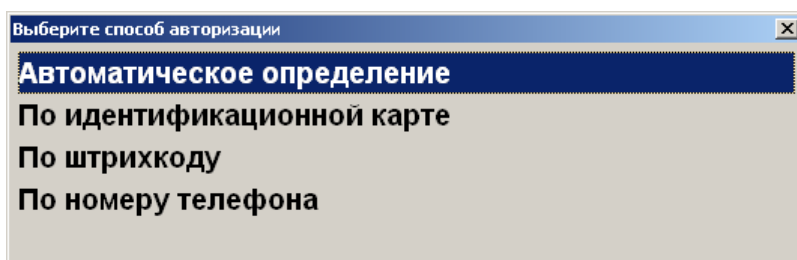 Выберите способ авторизации
Автоматическое определение
По идентификационной карте
По штрихкоду
По номеру телефона